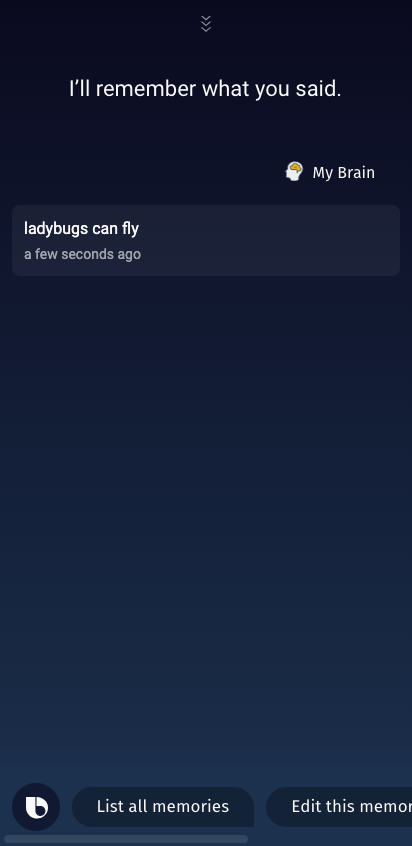 I'll remember what you said.
My Brain
ladybugs can fly
a few seconds ago
List all memories
Edit this memor